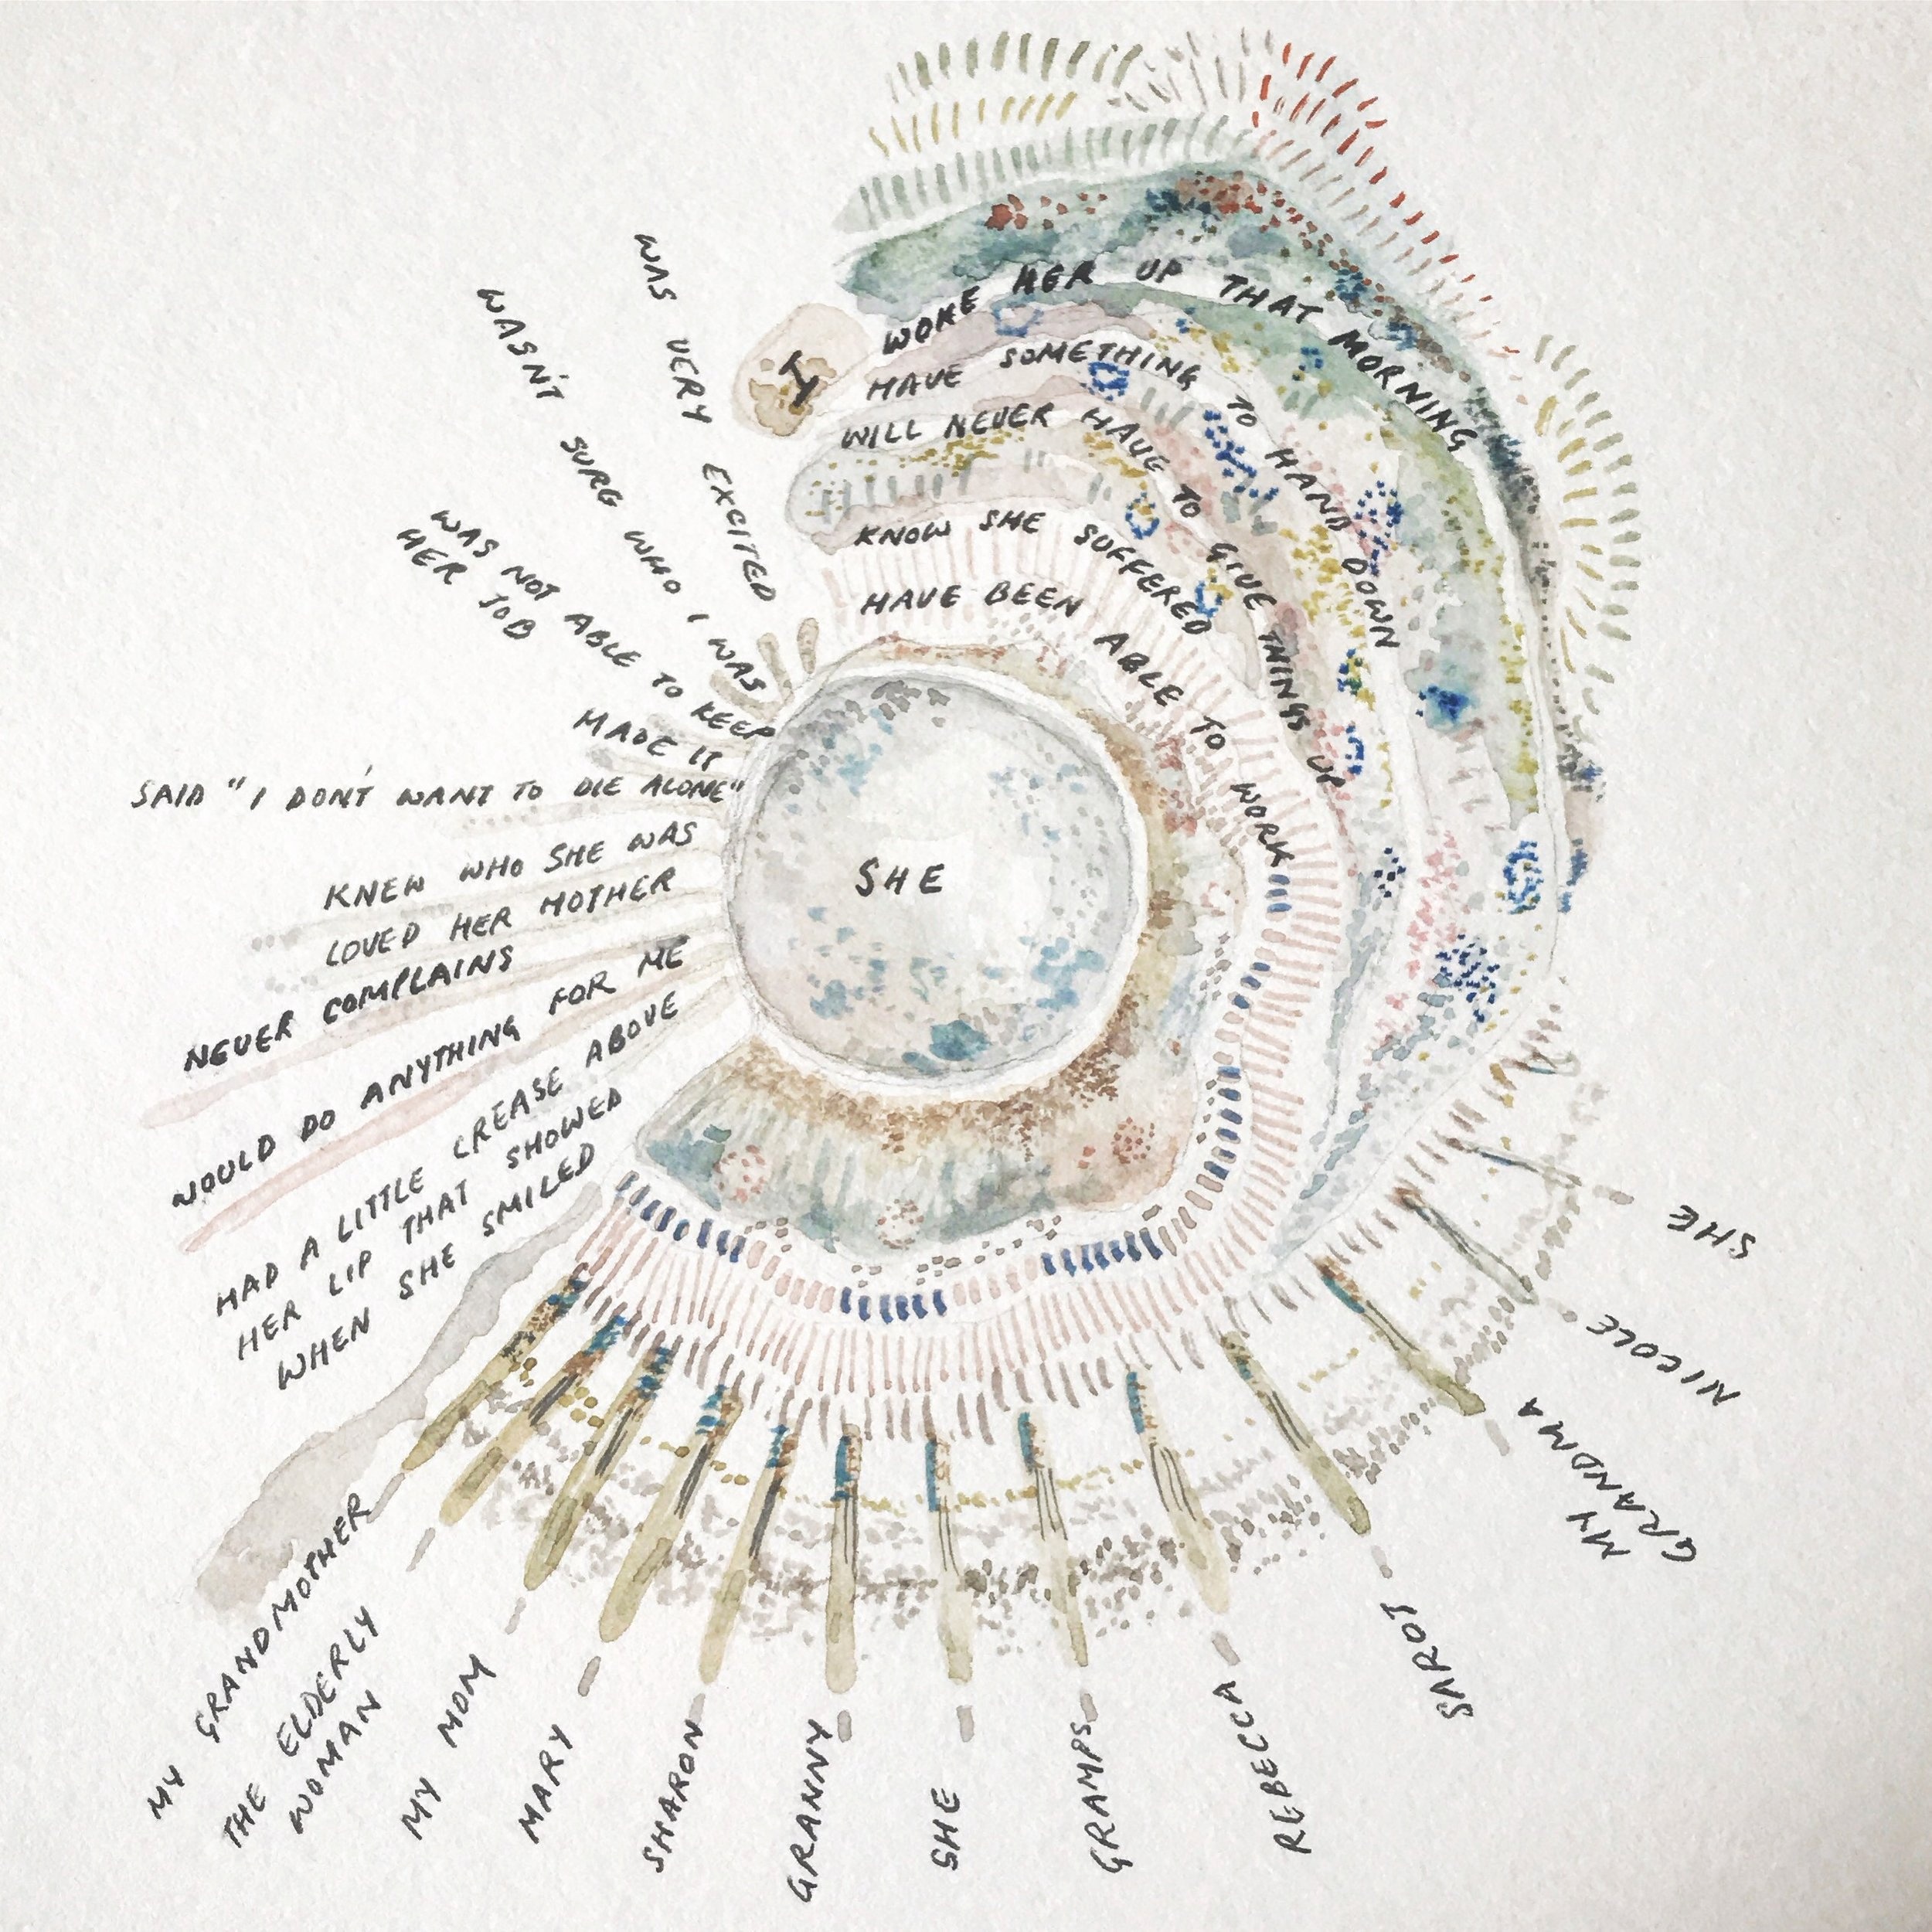 I
WOKE HER UP THAT MORNING
HAVE SOMETHING TO HAND DOWN
WILL NEVER HAVE TO GIVE THINGS UP
KNOW SHE SUFFERED
HAVE BEEN ABLE TO WORK
SHE
WAS VERY EXCITED
WASN'T SURE WHO I WAS
WAS NOT ABLE TO KEEP
HER JOB
MADE IT
SAID "I DON'T WANT TO DIE ALONE"
KNEW WHO SHE WAS
LOVED HER MOTHER
NEVER COMPLAINS
WOULD DO ANYTHING FOR ME
HAD A LITTLE CREASE ABOVE
HER LIP THAT SHOWED
WHEN SHE SMILED
MY GRANDMOTHER
THE ELDERLY
WOMAN
MY MOM
MARY
SHARON
GRANNY
SHE
GRAMPS
REBECCA
SAROJ
MY
GRANDMA
NICOLE
SHE